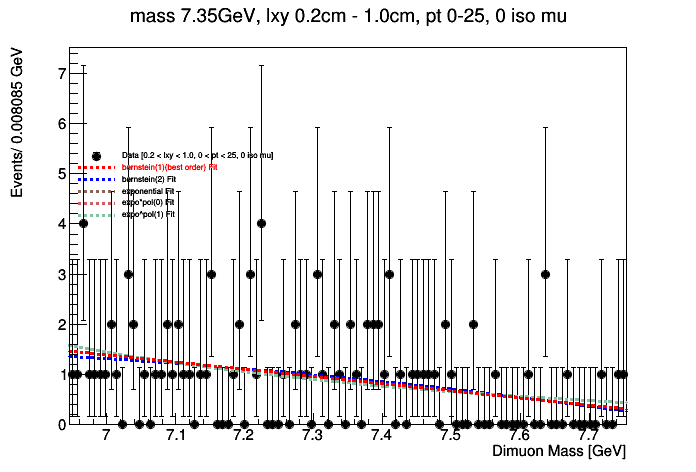 mass 7.35GeV, lxy 0.2cm - 1.0cm, pt 0-25, 0 iso mu
Events/ 0.008085 GeV
7
6
5
4
3
2
1
0
Data [0.2 < lxy < 1.0, 0 < pt < 25, 0 iso mu]
bernstein(1)(best order) Fit
bernstein(2) Fit
exponential Fit
expo*pol(0) Fit
expo*pol(1) Fit
7 7.1 7.2 7.3 7.4 7.5 7.6 7.7
Dimuon Mass [GeV]